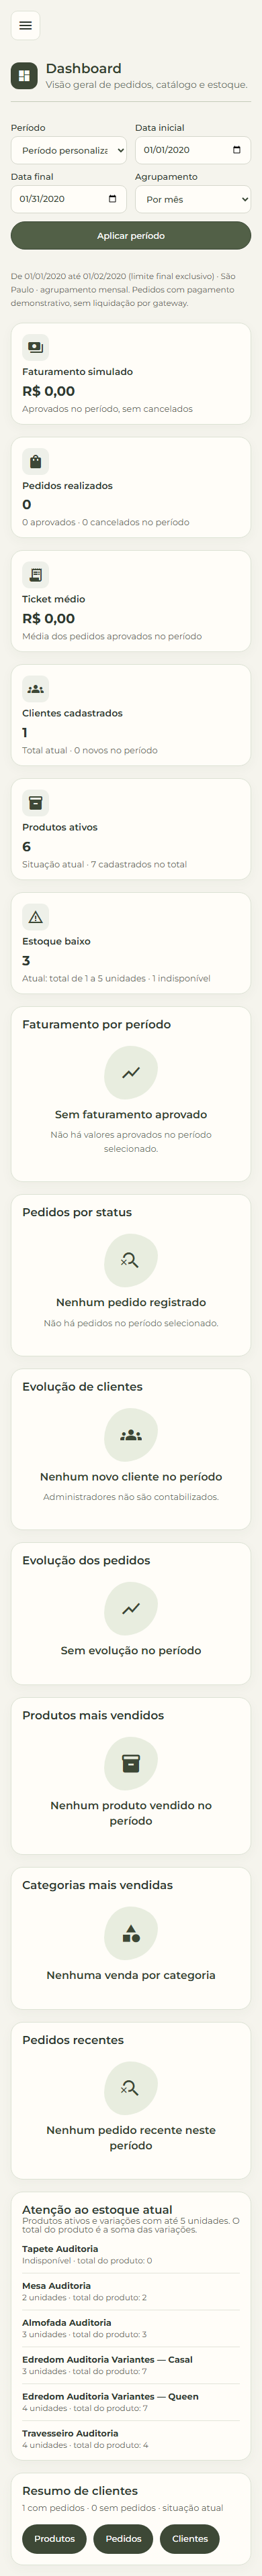 Dashboard
Visão geral de pedidos, catálogo e estoque.
Período
Data inicial
Período personaliza
01/01/2020
Data final
Agrupamento
01/31/2020
Por mês
Aplicar período
De 01/01/2020 até 01/02/2020 (limite final exclusivo) · São
Paulo · agrupamento mensal. Pedidos com pagamento
demonstrativo, sem liquidação por gateway.
Faturamento simulado
R$ 0,00
Aprovados no período, sem cancelados
Pedidos realizados
0
0 aprovados · 0 cancelados no período
Ticket médio
R$ 0,00
Média dos pedidos aprovados no período
Clientes cadastrados
1
Total atual · 0 novos no período
Produtos ativos
6
Situação atual · 7 cadastrados no total
Estoque baixo
3
Atual: total de 1 a 5 unidades · 1 indisponível
Faturamento por período
Sem faturamento aprovado
Não há valores aprovados no período
selecionado.
Pedidos por status
Nenhum pedido registrado
Não há pedidos no período selecionado.
Evolução de clientes
Nenhum novo cliente no período
Administradores não são contabilizados.
Evolução dos pedidos
Sem evolução no período
Produtos mais vendidos
Nenhum produto vendido no
período
Categorias mais vendidas
Nenhuma venda por categoria
Pedidos recentes
Nenhum pedido recente neste
período
Atenção ao estoque atual
Produtos ativos e variações com até 5 unidades. O
total do produto é a soma das variações.
Tapete Auditoria
Indisponível · total do produto: 0
Mesa Auditoria
2 unidades · total do produto: 2
Almofada Auditoria
3 unidades · total do produto: 3
Edredom Auditoria Variantes — Casal
3 unidades · total do produto: 7
Edredom Auditoria Variantes — Queen
4 unidades · total do produto: 7
Travesseiro Auditoria
4 unidades · total do produto: 4
Resumo de clientes
1 com pedidos · 0 sem pedidos · situação atual
Produtos
Pedidos
Clientes